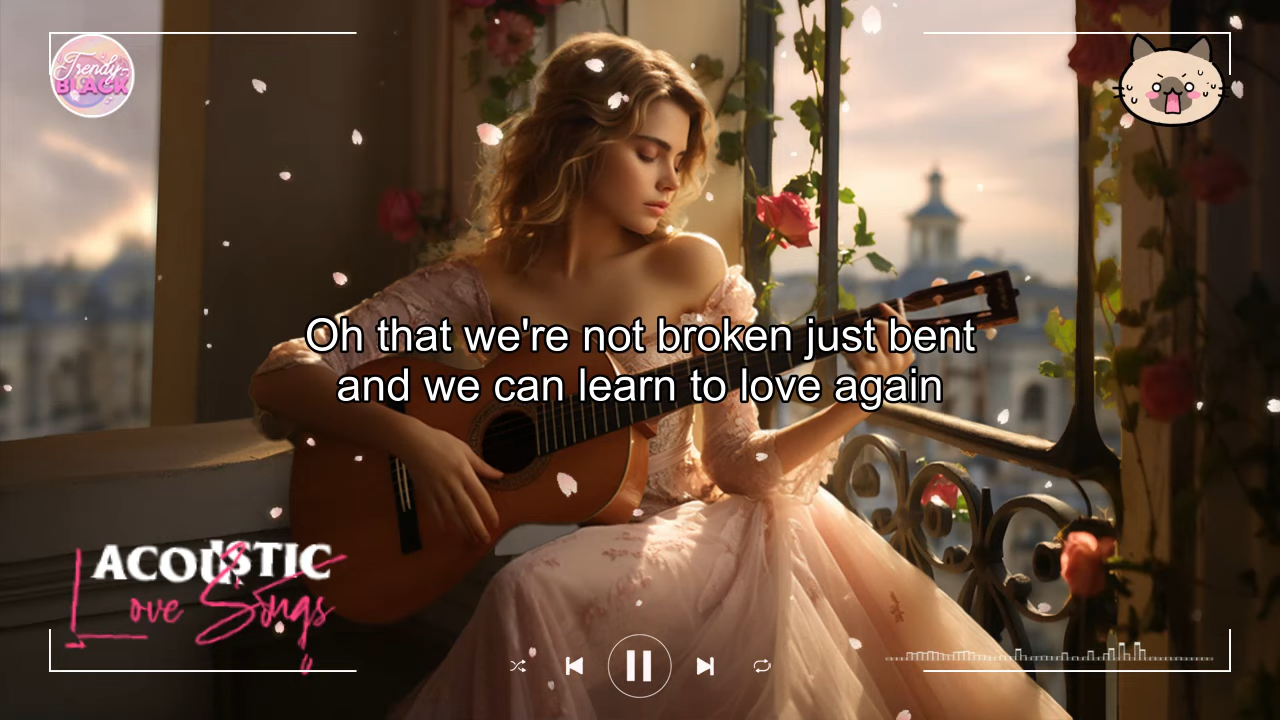 Trendy
BLACK
Oh that we're not broken just bent
and we can learn to love again
ACOUSTIC
Love Songs